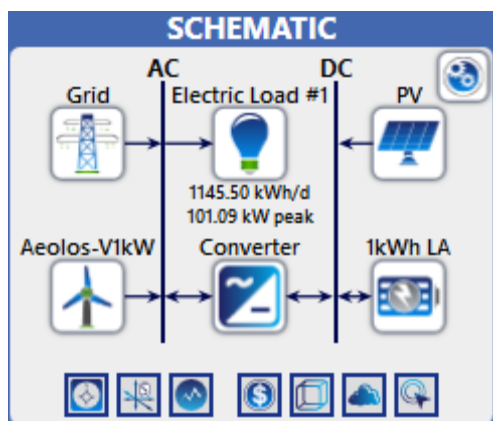 SCHEMATIC
AC DC
Grid Electric Load #1 PV
1145.50 kWh/d
101.09 kW peak
Aeolos-V1kW Converter 1kWh LA